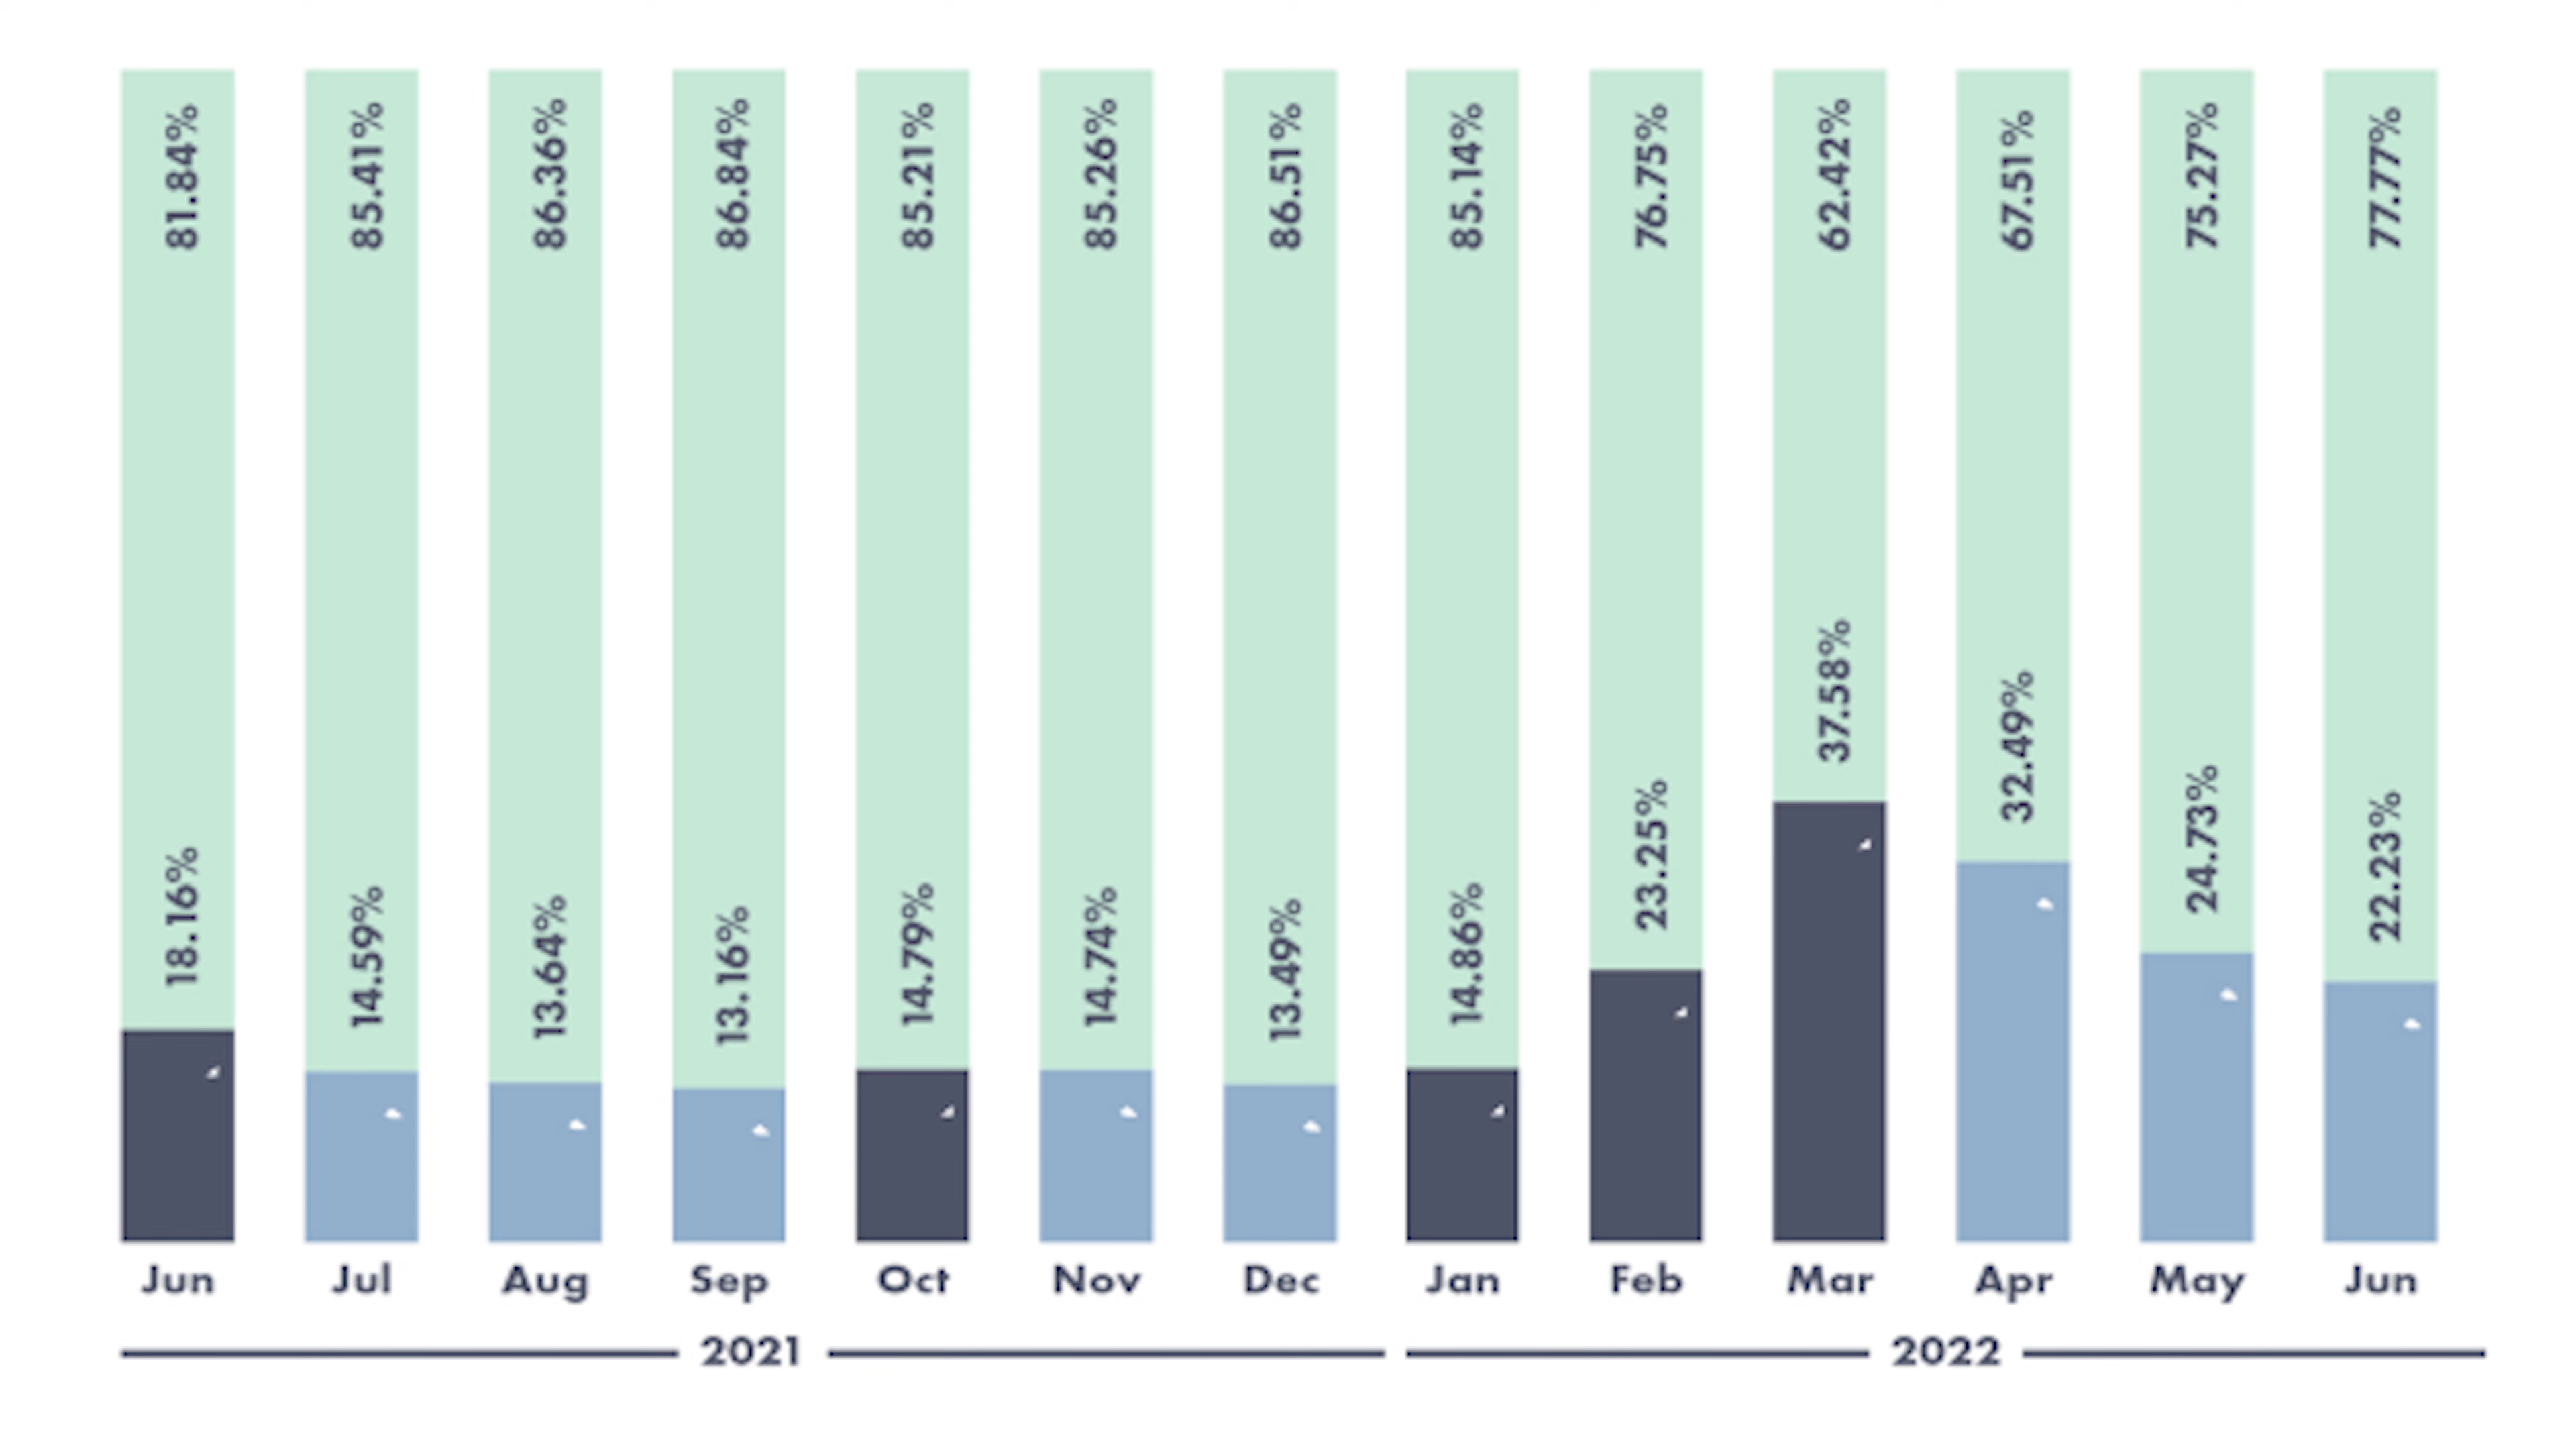 81.84% 85.41% 86.36% 86.84% 85.21% 85.26% 86.51% 85.14% 76.75% 62.42% 67.51% 75.27% 77.77%
18.16% 14.59% 13.64% 13.16% 14.79% 14.74% 13.49% 14.86% 23.25% 37.58% 32.49% 24.73% 22.23%
Jun Jul Aug Sep Oct Nov Dec Jan Feb Mar Apr May Jun
2021 2022